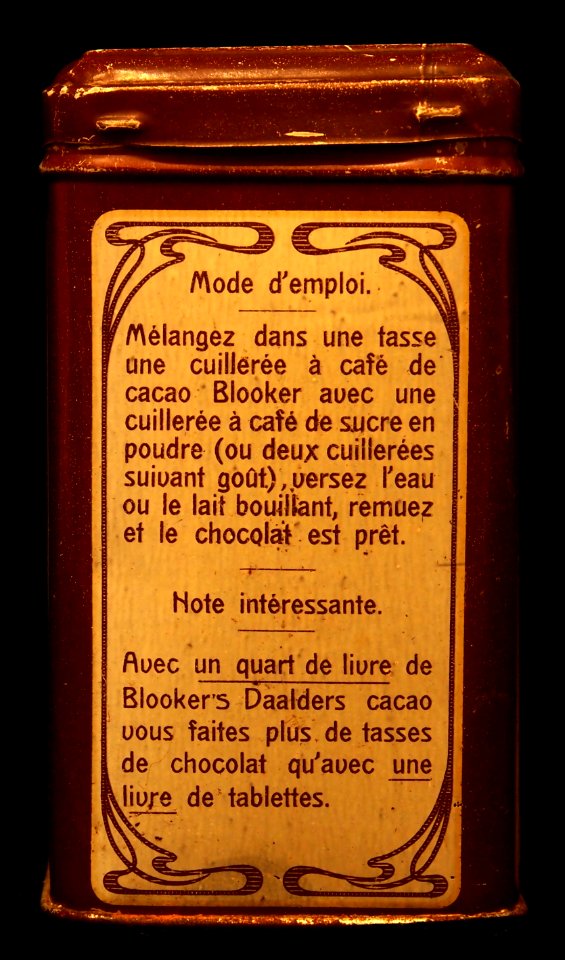 Mode d'emploi.
Mélangez dans une tasse
une cuillerée à café de
cacao Blooker avec une
cuillerée à café de sucre en
poudre (ou deux cuillerées
suivant goût), versez l'eau
ou le lait bouillant, remuez
et le chocolat est prêt.
Note intéressante.
Avec un quart de livre de
Blooker's Daalders cacao
vous faites plus de tasses
de chocolat qu'avec une
livre de tablettes.